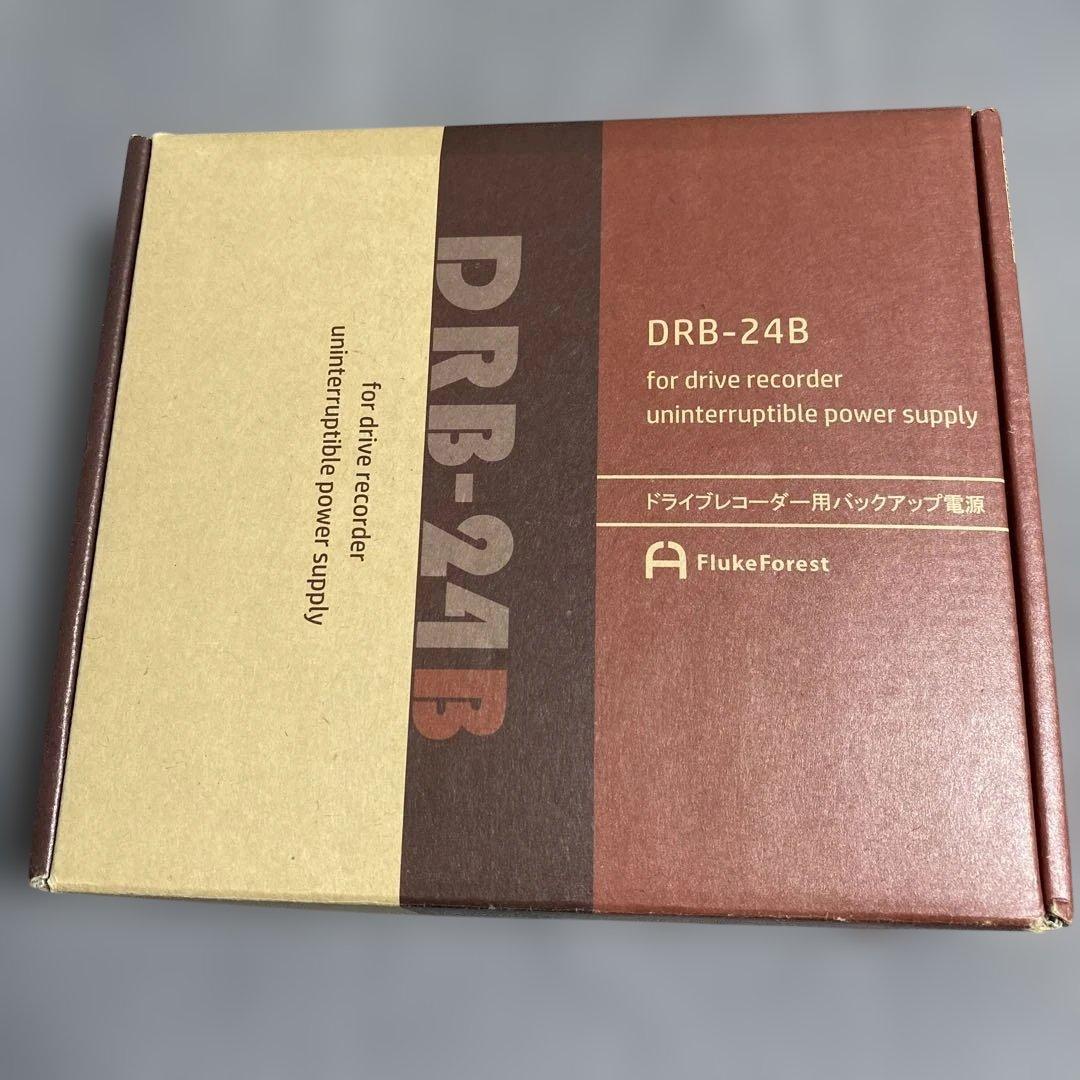 DRB-24B
for drive recorder
uninterruptible power supply
DRB-24B
for drive recorder
uninterruptible power supply
ドライブレコーダー用バックアップ電源
FlukeForest